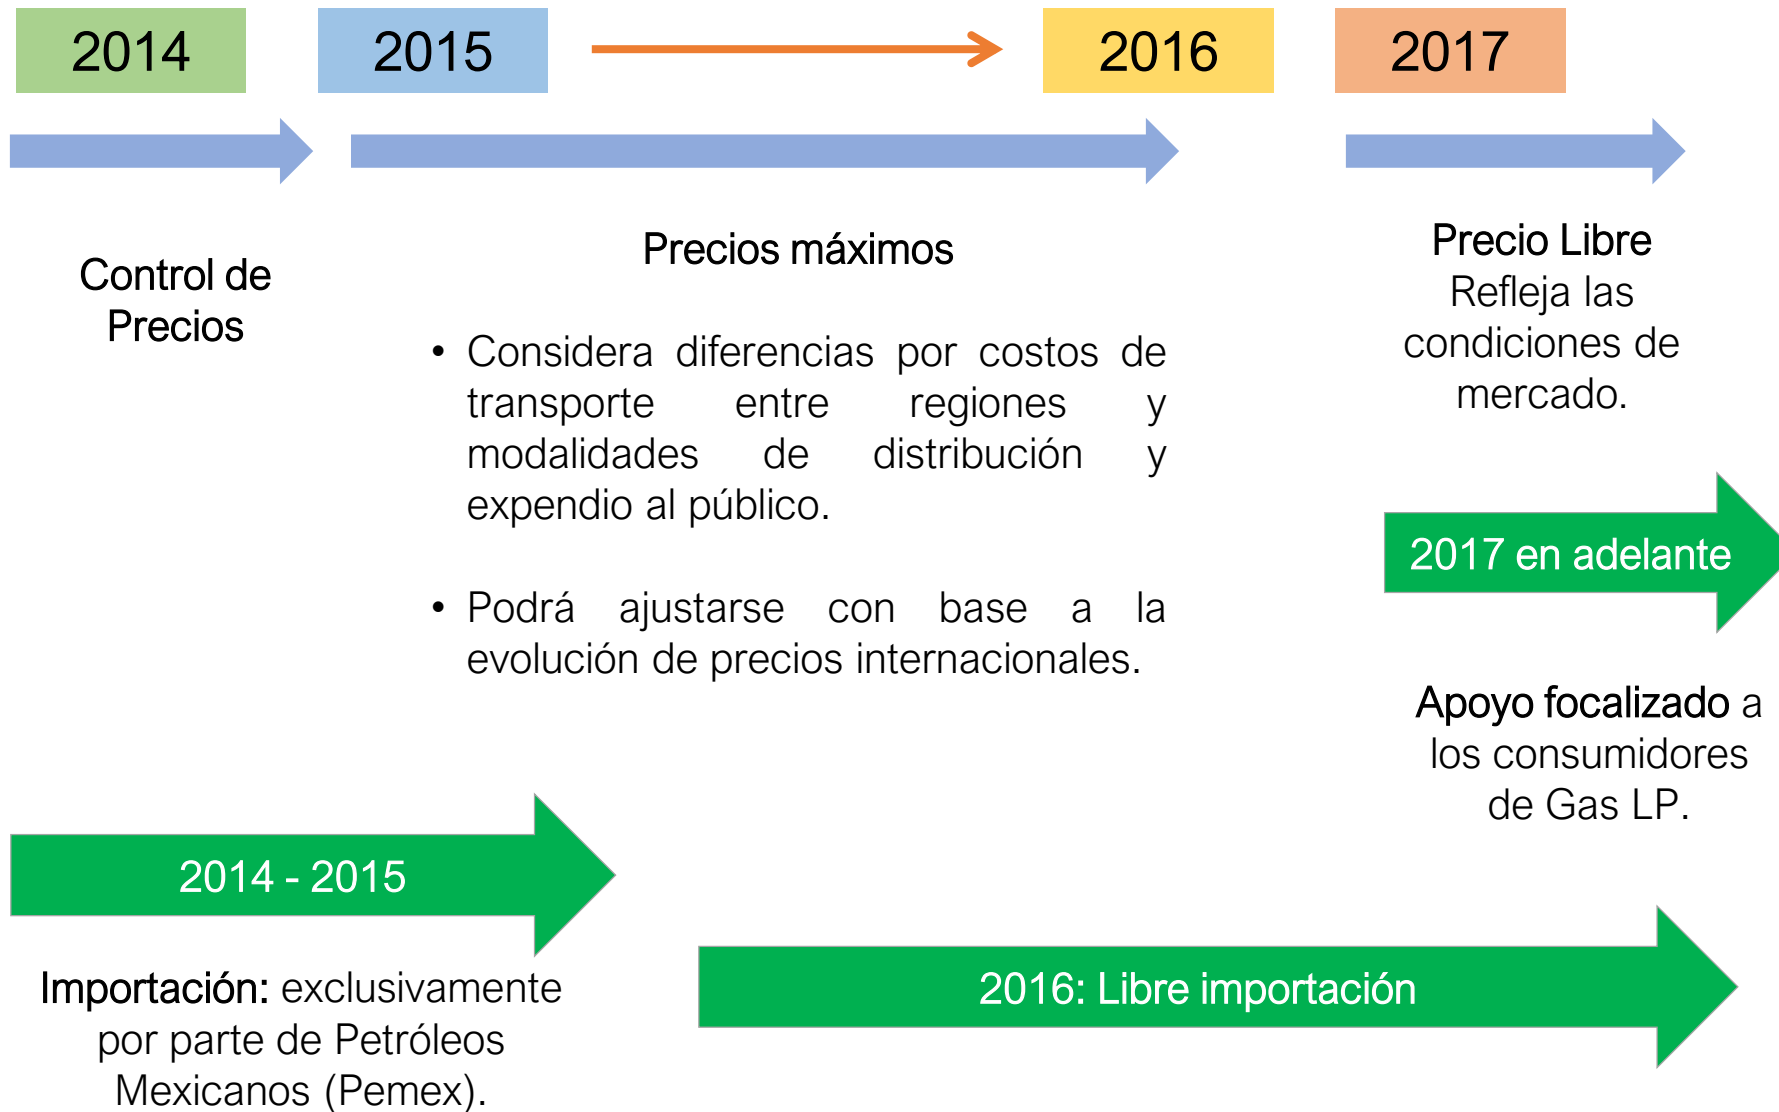 2014
2015
2016
2017
Control de
Precios
Precios máximos
• Considera diferencias por costos de
transporte entre regiones y
modalidades de distribución y
expendio al público.
• Podrá ajustarse con base a la
evolución de precios internacionales.
Precio Libre
Refleja las
condiciones de
mercado.
2017 en adelante
Apoyo focalizado a
los consumidores
de Gas LP.
2014 - 2015
Importación: exclusivamente
por parte de Petróleos
Mexicanos (Pemex).
2016: Libre importación